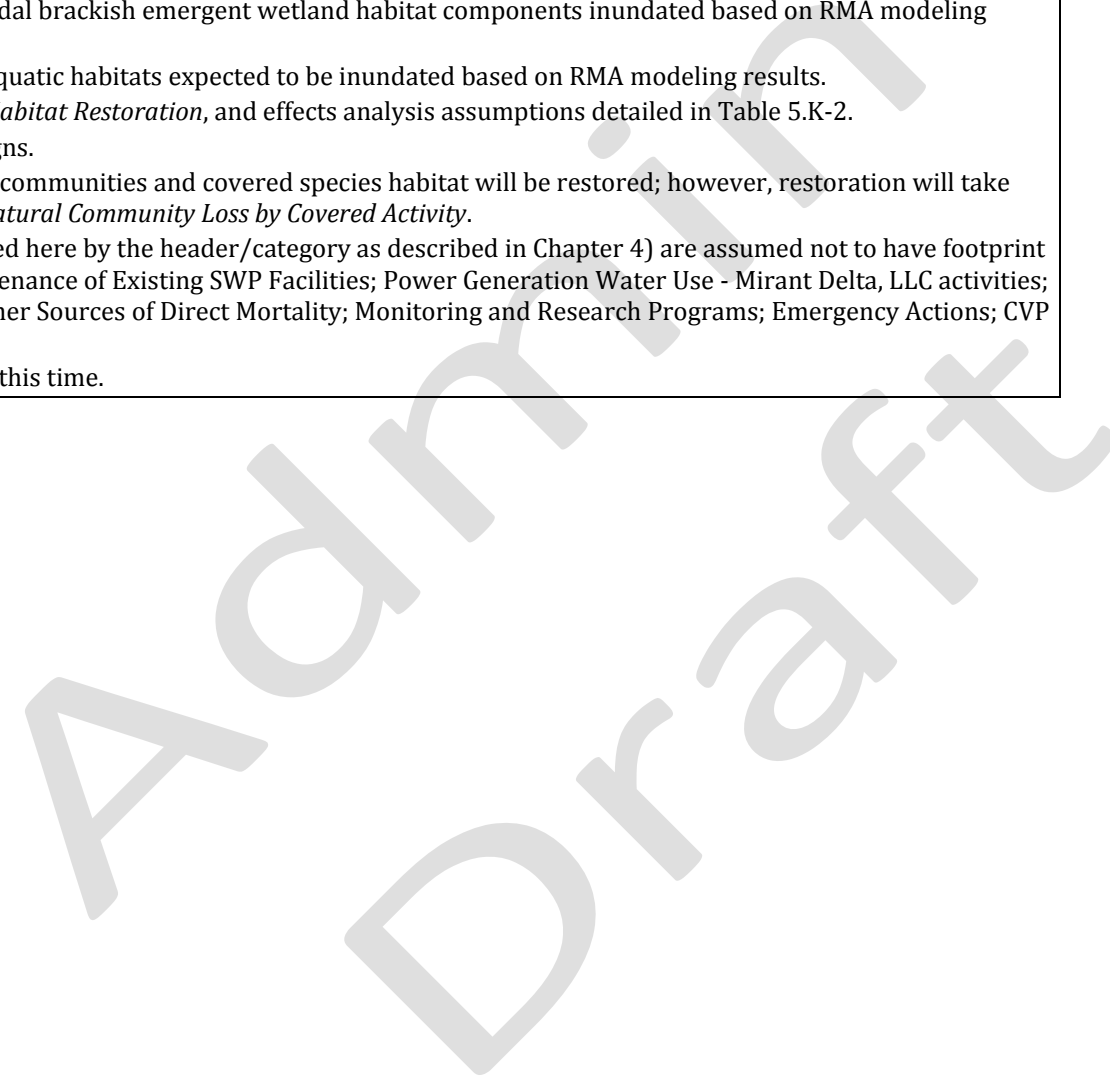 dal brackish emergent wetland habitat components inundated based on RMA modeling
quatic habitats expected to be inundated based on RMA modeling results.
abitat Restoration, and effects analysis assumptions detailed in Table 5.K-2.
gns.
communities and covered species habitat will be restored; however, restoration will take
atural Community Loss by Covered Activity.
ed here by the header/category as described in Chapter 4) are assumed not to have footprint
enance of Existing SWP Facilities; Power Generation Water Use - Mirant Delta, LLC activities;
ner Sources of Direct Mortality; Monitoring and Research Programs; Emergency Actions; CVP
this time.
Admin
Draft